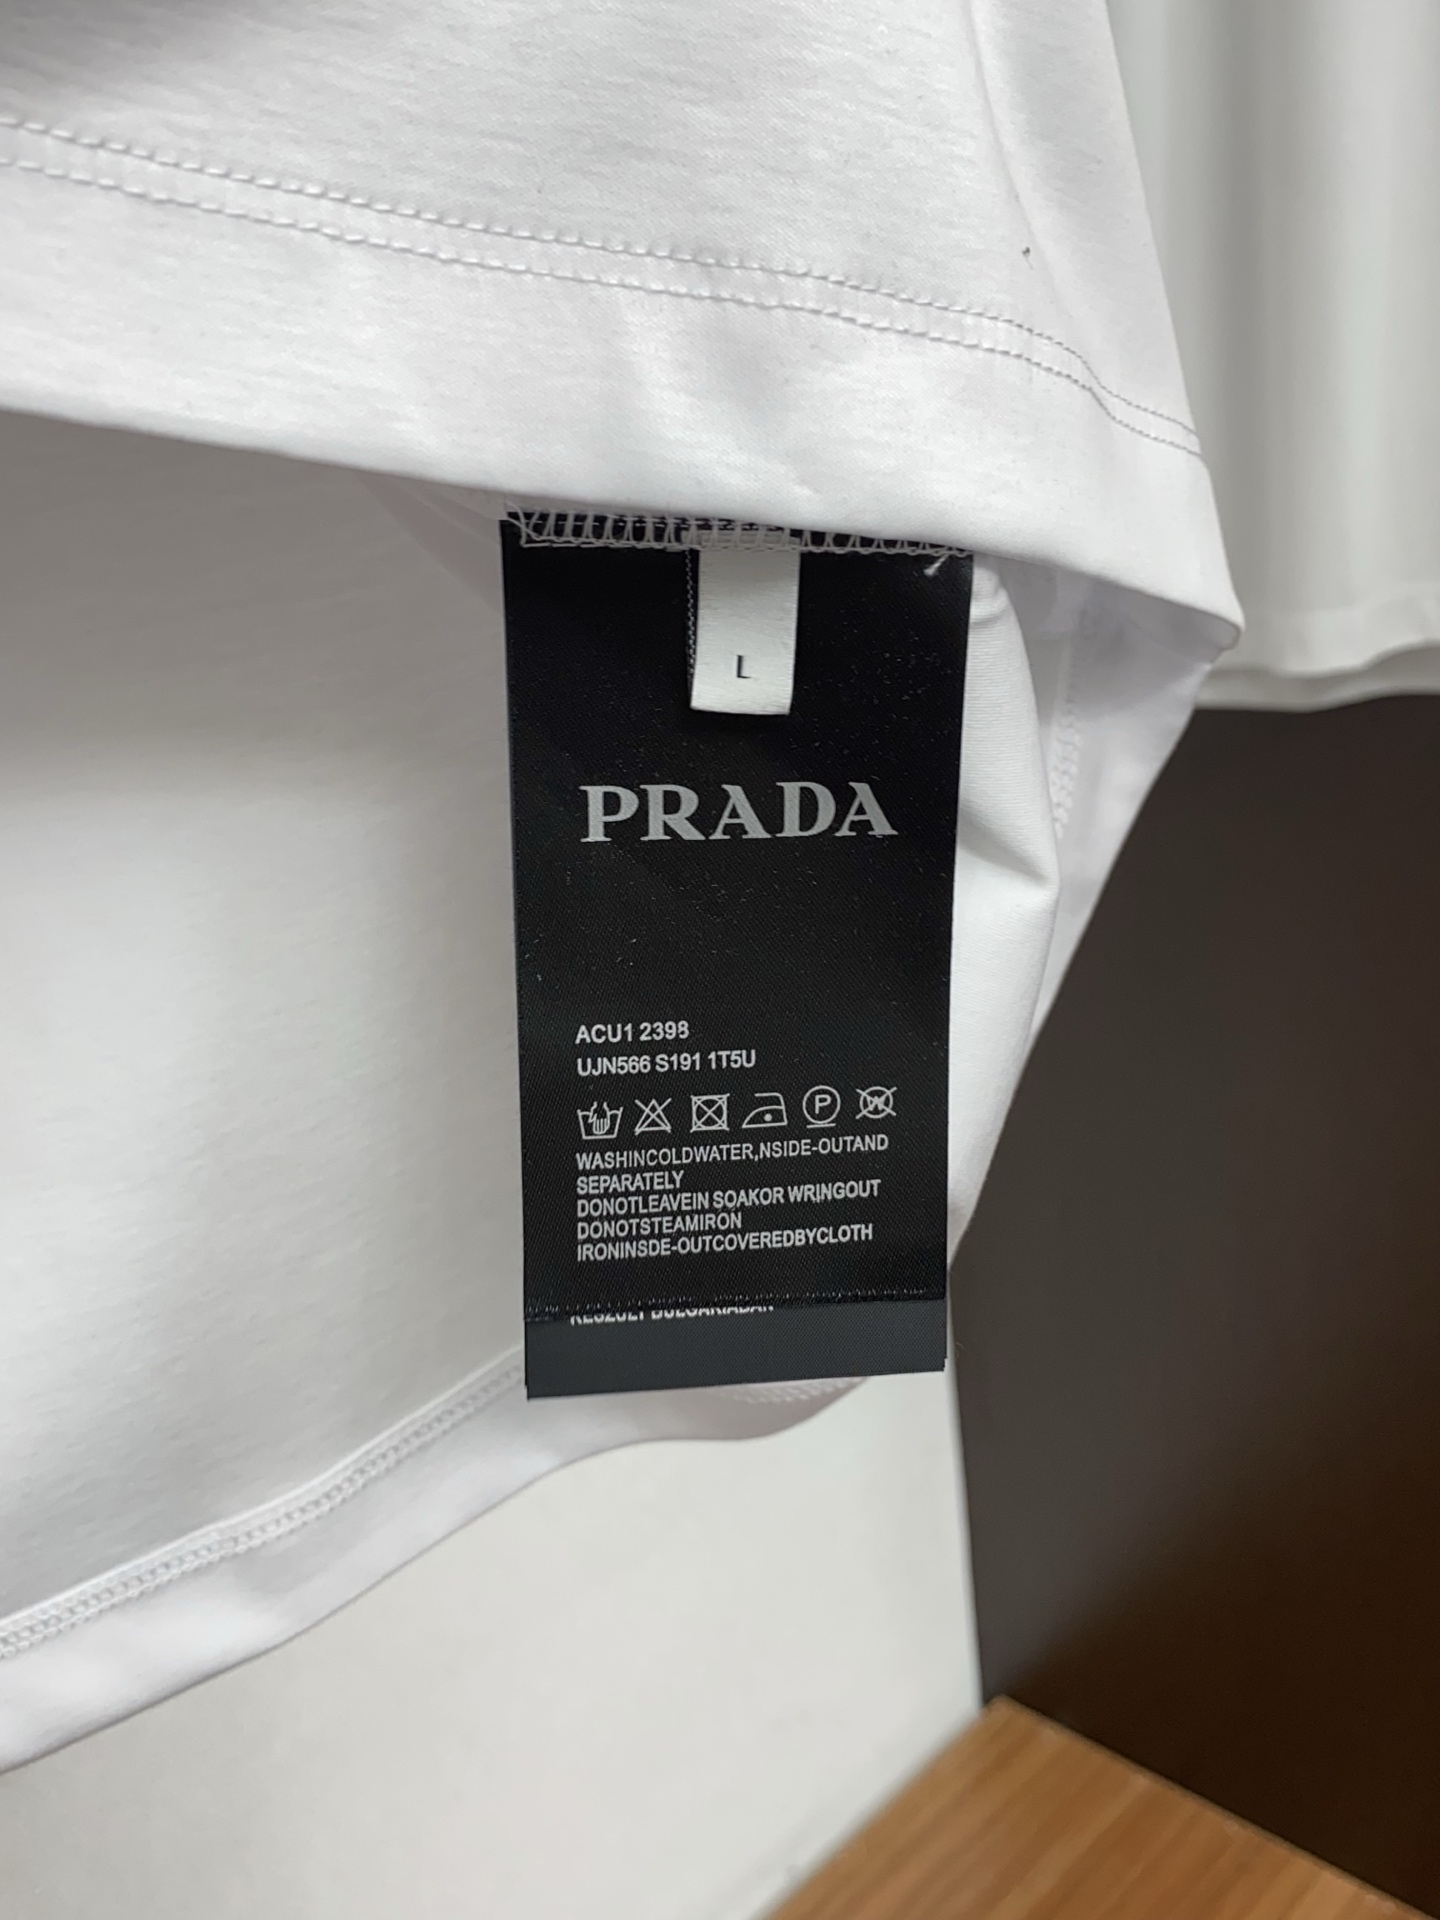 L
PRADA
ACU1 2398
UJN566 S191 1T5U
P
W
WASHINCOLDWATER,NSIDE-OUTAND
SEPARATELY
DONOTLEAVEIN SOAKOR WRINGOUT
DONOTSTEAMIRON
IRONINSDE-OUTCOVEREDBYCLOTH